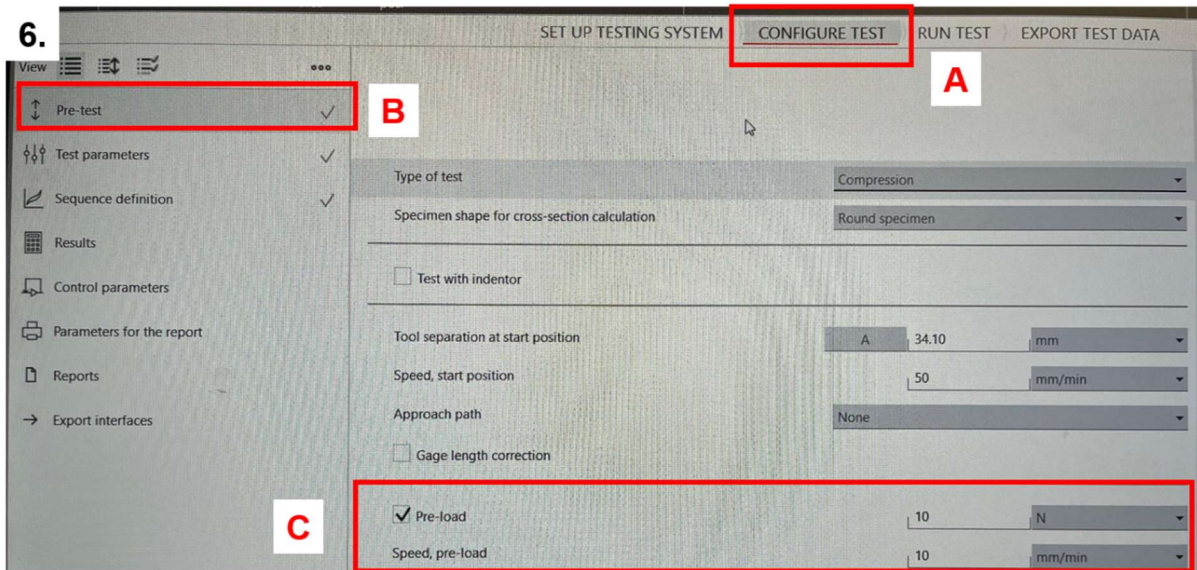 6.
SET UP TESTING SYSTEM CONFIGURE TEST RUN TEST EXPORT TEST DATA
A
View
B
Pre-test
Test parameters
Sequence definition
Results
Control parameters
Parameters for the report
Reports
Export interfaces
Type of test Compression
Specimen shape for cross-section calculation Round specimen
Test with indentor
Tool separation at start position A 34.10 mm
Speed, start position 50 mm/min
Approach path None
Gage length correction
C
Pre-load 10 N
Speed, pre-load 10 mm/min